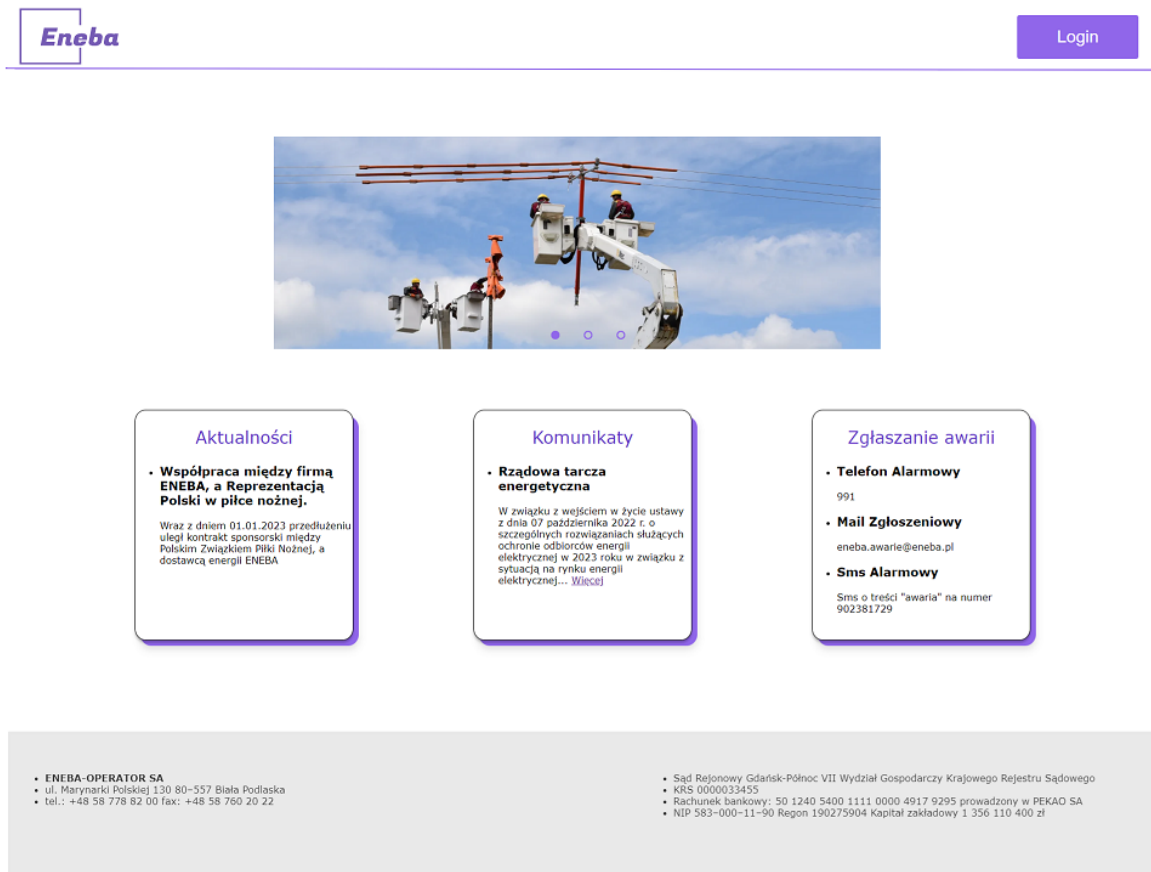 Eneba
Login
Aktualności
Współpraca między firmą
ENEBA, a Reprezentacją
Polski w piłce nożnej.
Wraz z dniem 01.01.2023 przedłużeniu
uległ kontrakt sponsorski między
Polskim Związkiem Piłki Nożnej, a
dostawcą energii ENEBA
Komunikaty
Rządowa tarcza
energetyczna
W związku z wejściem w życie ustawy
z dnia 07 października 2022 r. o
szczególnych rozwiązaniach służących
ochronie odbiorców energii
elektrycznej w 2023 roku w związku z
sytuacją na rynku energii
elektrycznej... Więcej
Zgłaszanie awarii
Telefon Alarmowy
991
Mail Zgłoszeniowy
eneba.awarie@eneba.pl
Sms Alarmowy
Sms o treści "awaria" na numer
902381729
ENEBA-OPERATOR SA
ul. Marynarki Polskiej 130 80–557 Biała Podlaska
tel.: +48 58 778 82 00 fax: +48 58 760 20 22
Sąd Rejonowy Gdańsk-Północ VII Wydział Gospodarczy Krajowego Rejestru Sądowego
KRS 0000033455
Rachunek bankowy: 50 1240 5400 1111 0000 4917 9295 prowadzony w PEKAO SA
NIP 583–000–11–90 Regon 190275904 Kapitał zakładowy 1 356 110 400 zł